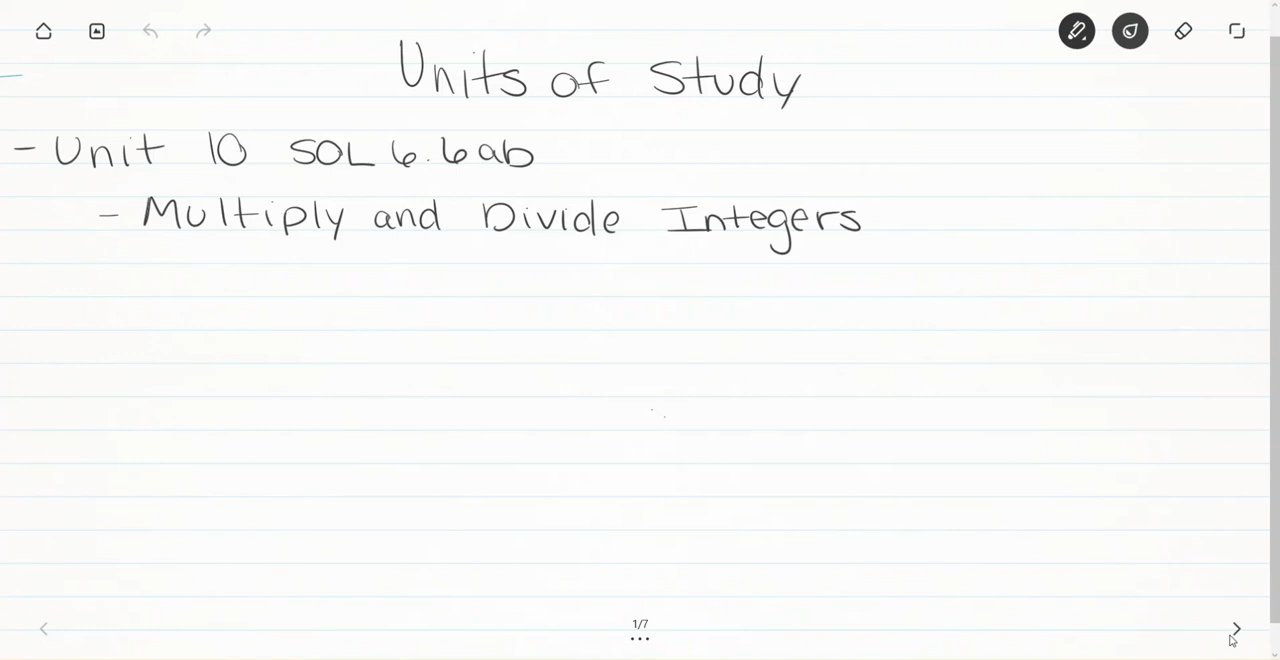 Units of Study
- Unit 10 SOL 6.6ab
- Multiply and Divide Integers
1/7